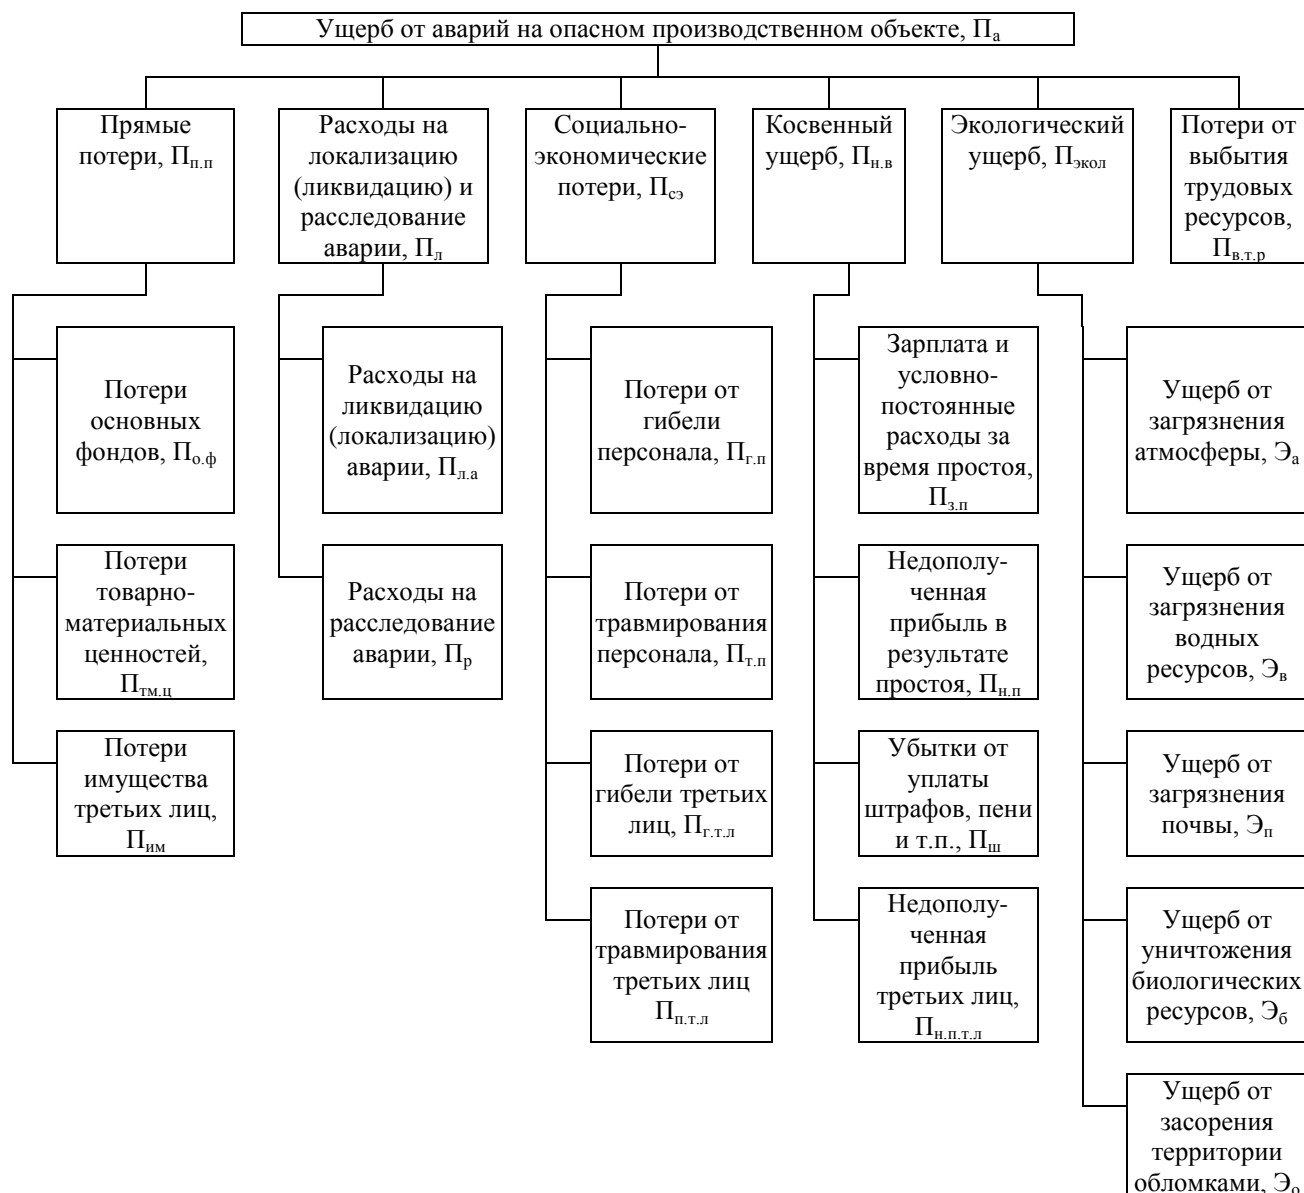 Ущерб от аварий на опасном производственном объекте, Па
Прямые
потери, Пп.п
Расходы на
локализацию
(ликвидацию) и
расследование
аварии, Пл
Социально-
экономические
потери, Псэ
Косвенный
ущерб, Пн.в
Экологический
ущерб, Пэкол
Потери от
выбытия
трудовых
ресурсов,
Пв.т.р
Потери
основных
фондов, По.ф
Потери
товарно-
материальных
ценностей,
Птм.ц
Потери
имущества
третьих лиц,
Пим
Расходы на
ликвидацию
(локализацию)
аварии, Пл.а
Расходы на
расследование
аварии, Пр
Потери от
гибели
персонала, Пг.п
Потери от
травмирования
персонала, Пт.п
Потери от
гибели третьих
лиц, Пг.т.л
Потери от
травмирования
третьих лиц
Пп.т.л
Зарплата и
условно-
постоянные
расходы за
время простоя,
Пз.п
Недополу-
ченная
прибыль в
результате
простоя, Пн.п
Убытки от
уплаты
штрафов, пени
и т.п., Пш
Недополу-
ченная
прибыль
третьих лиц,
Пн.п.т.л
Ущерб от
загрязнения
атмосферы, Эа
Ущерб от
загрязнения
водных
ресурсов, Эв
Ущерб от
загрязнения
почвы, Эп
Ущерб от
уничтожения
биологических
ресурсов, Эб
Ущерб от
засорения
территории
обломками, Эо